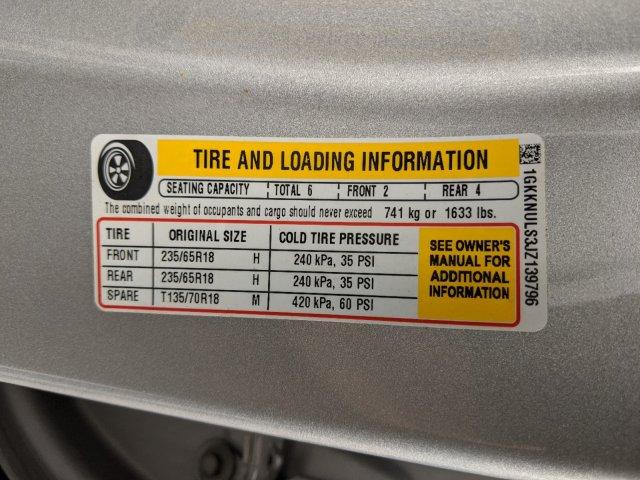 TIRE AND LOADING INFORMATION
SEATING CAPACITY TOTAL 6 FRONT 2 REAR 4
The combined weight of occupants and cargo should never exceed 741 kg or 1633 lbs.
TIRE ORIGINAL SIZE COLD TIRE PRESSURE
FRONT 235/65R18 H 240 kPa, 35 PSI
REAR 235/65R18 H 240 kPa, 35 PSI
SPARE T135/70R18 M 420 kPa, 60 PSI
SEE OWNER'S
MANUAL FOR
ADDITIONAL
INFORMATION
1GKKNULS3JZ139796